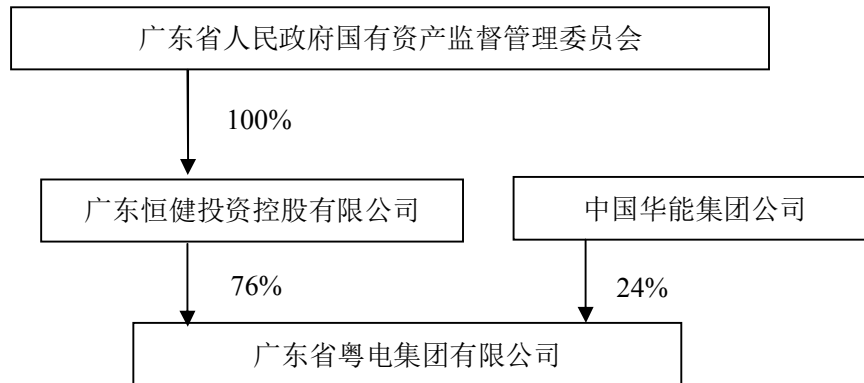 广东省人民政府国有资产监督管理委员会
100%
广东恒健投资控股有限公司
中国华能集团公司
76%
24%
广东省粤电集团有限公司